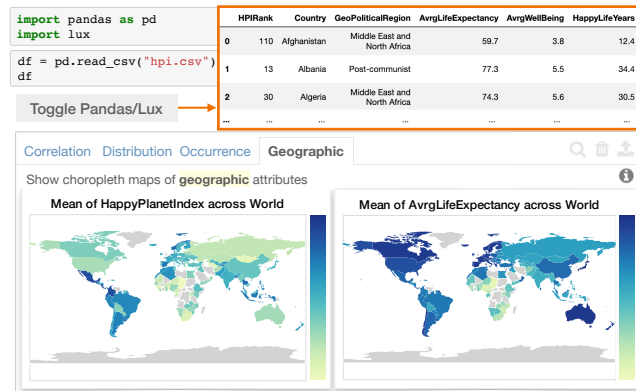 import pandas as pd
import lux
df = pd.read_csv("hpi.csv")
df
Toggle Pandas/Lux
HPIRank Country GeoPoliticalRegion AvrgLifeExpectancy AvrgWellBeing HappyLifeYears
0 110 Afghanistan Middle East and North Africa 59.7 3.8 12.4
1 13 Albania Post-communist 77.3 5.5 34.4
2 30 Algeria Middle East and North Africa 74.3 5.6 30.5
... ... ... ... ... ... ...
Correlation Distribution Occurrence Geographic
Show choropleth maps of geographic attributes
Mean of HappyPlanetIndex across World
Mean of AvrgLifeExpectancy across World